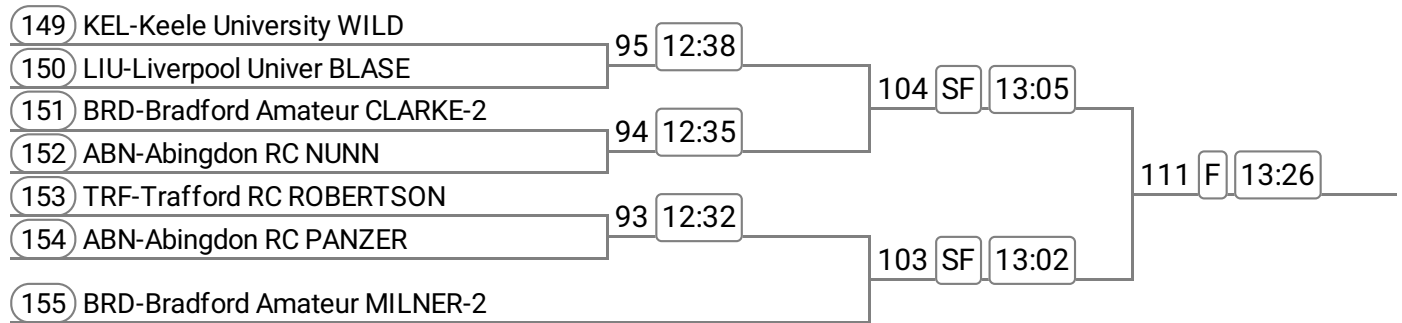 149 KEL-Keele University WILD
95 12:38
150 LIU-Liverpool Univer BLASE
104 SF 13:05
151 BRD-Bradford Amateur CLARKE-2
94 12:35
152 ABN-Abingdon RC NUNN
111 F 13:26
153 TRF-Trafford RC ROBERTSON
93 12:32
154 ABN-Abingdon RC PANZER
103 SF 13:02
155 BRD-Bradford Amateur MILNER-2